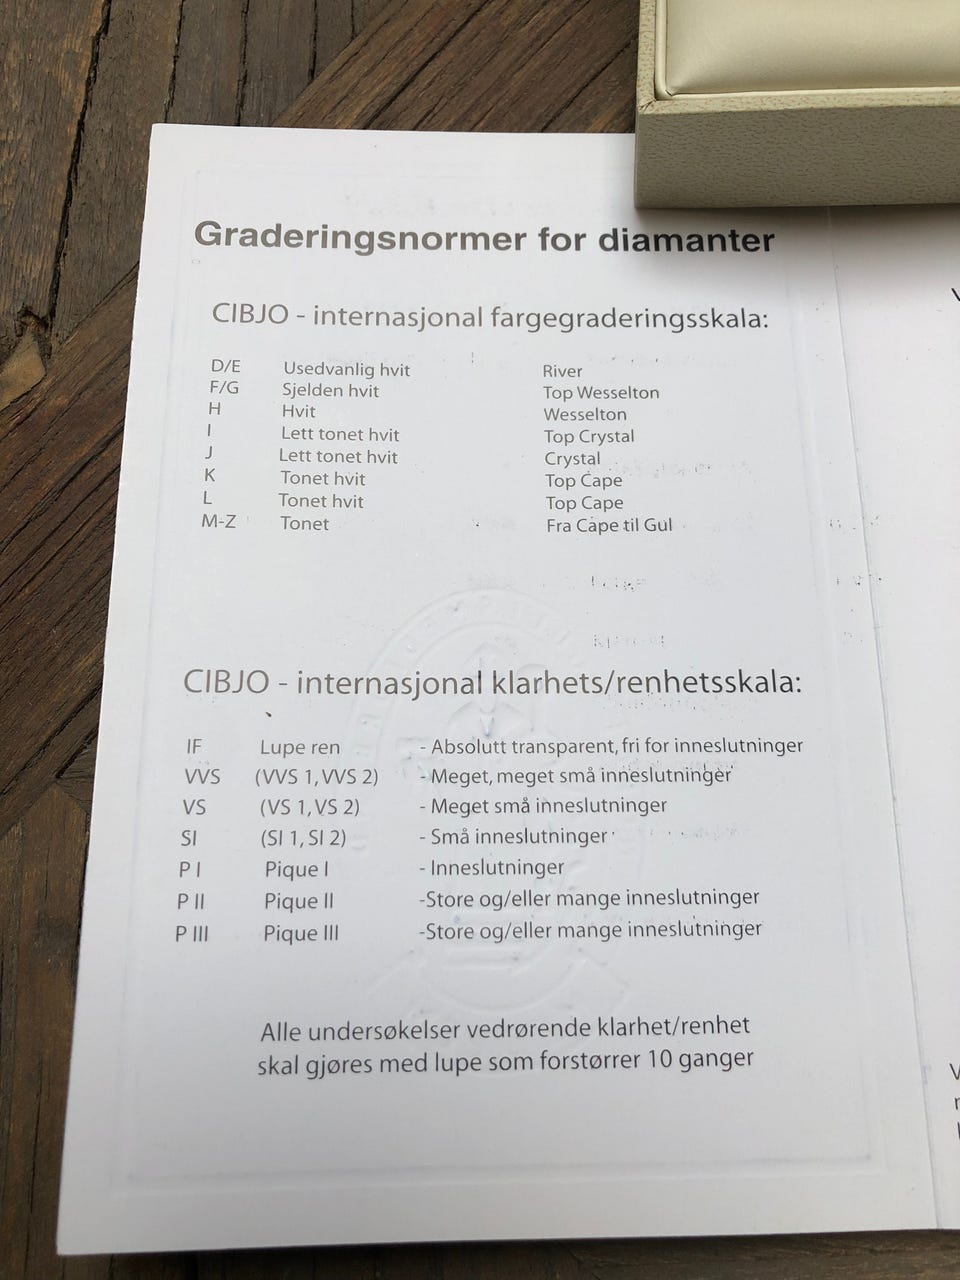 Graderingsnormer for diamanter
CIBJO - internasjonal fargegraderingsskala:
D/E Usedvanlig hvit River
F/G Sjelden hvit Top Wesselton
H Hvit Wesselton
I Lett tonet hvit Top Crystal
J Lett tonet hvit Crystal
K Tonet hvit Top Cape
L Tonet hvit Top Cape
M-Z Tonet Fra Cape til Gul
CIBJO - internasjonal klarhets/renhetsskala:
IF Lupe ren - Absolutt transparent, fri for inneslutninger
VVS (VVS 1, VVS 2) - Meget, meget små inneslutninger
VS (VS 1, VS 2) - Meget små inneslutninger
SI (SI 1, SI 2) - Små inneslutninger
P I Pique I - Inneslutninger
P II Pique II -Store og/eller mange inneslutninger
P III Pique III -Store og/eller mange inneslutninger
Alle undersøkelser vedrørende klarhet/renhet
skal gjøres med lupe som forstørrer 10 ganger